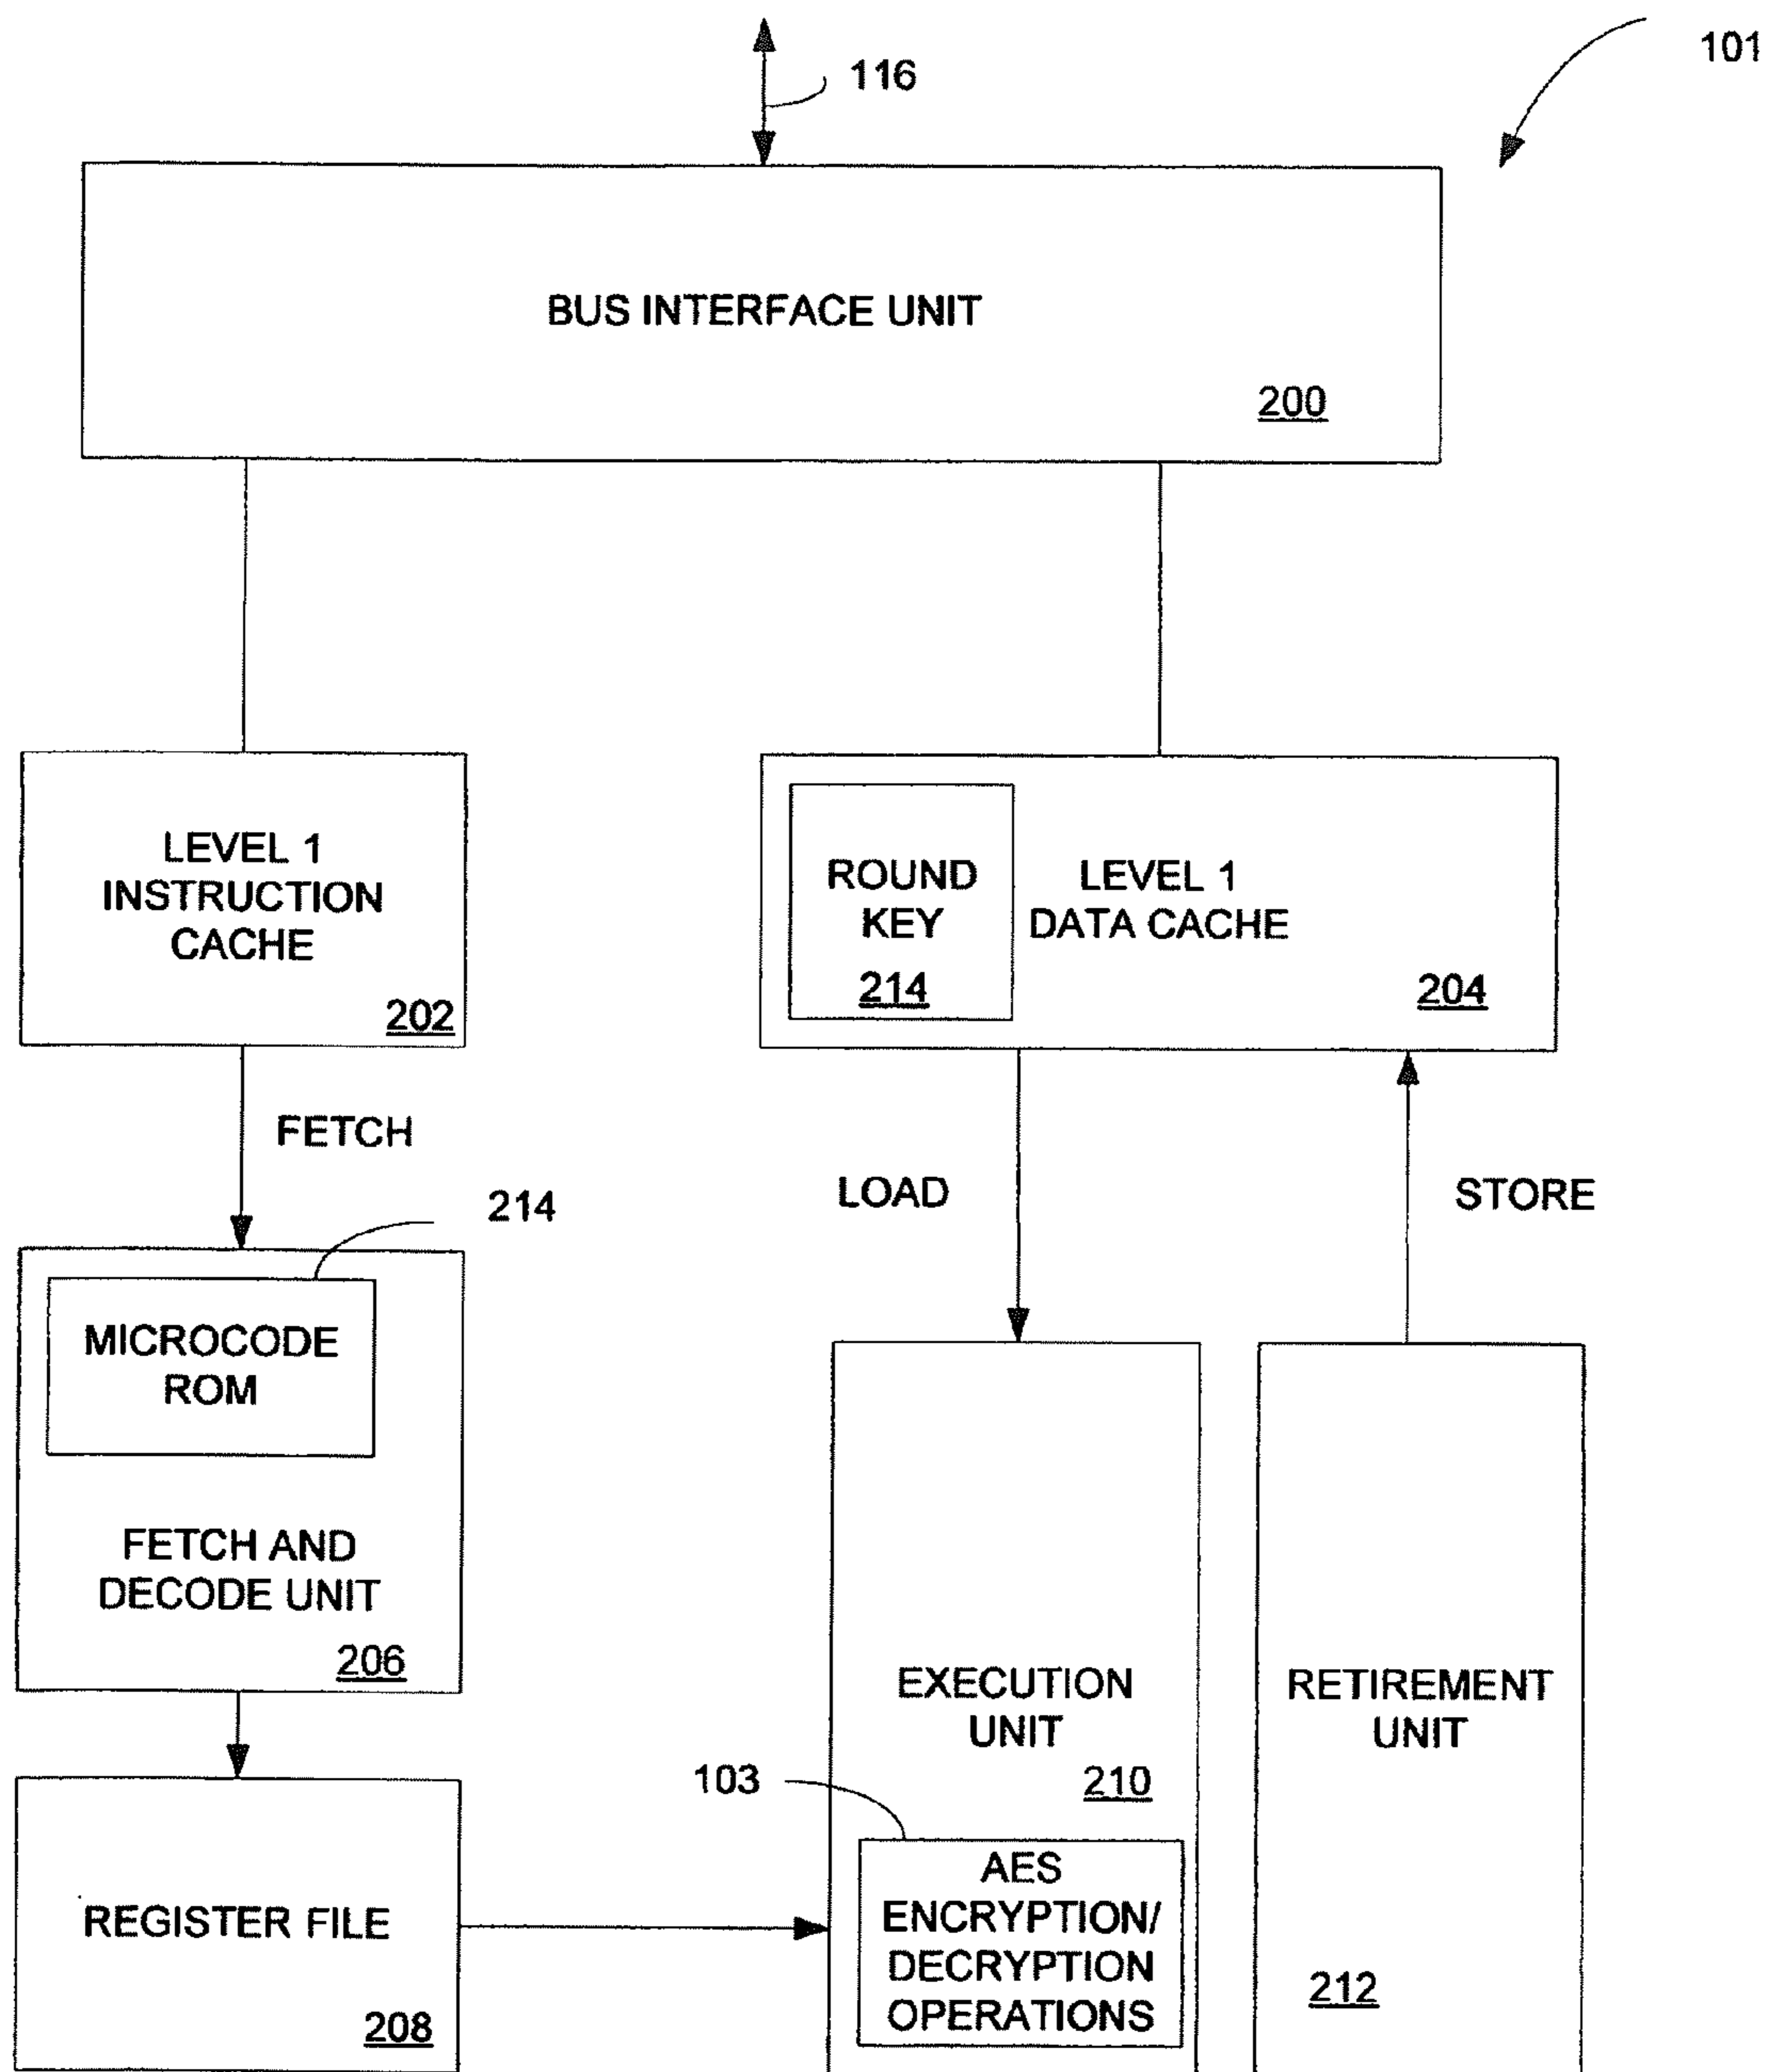 101
116
BUS INTERFACE UNIT
200
LEVEL 1
INSTRUCTION
CACHE
202
ROUND
KEY
214
LEVEL 1
DATA CACHE
204
FETCH
214
LOAD
STORE
MICROCODE
ROM
FETCH AND
DECODE UNIT
206
EXECUTION
UNIT
210
RETIREMENT
UNIT
212
103
AES
ENCRYPTION/
DECRYPTION
OPERATIONS
REGISTER FILE
208